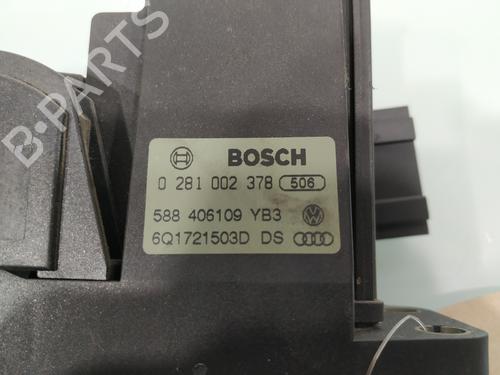 B-PARTS
BOSCH
0 281 002 378 506
588 406109 YB3
6Q1721503D DS